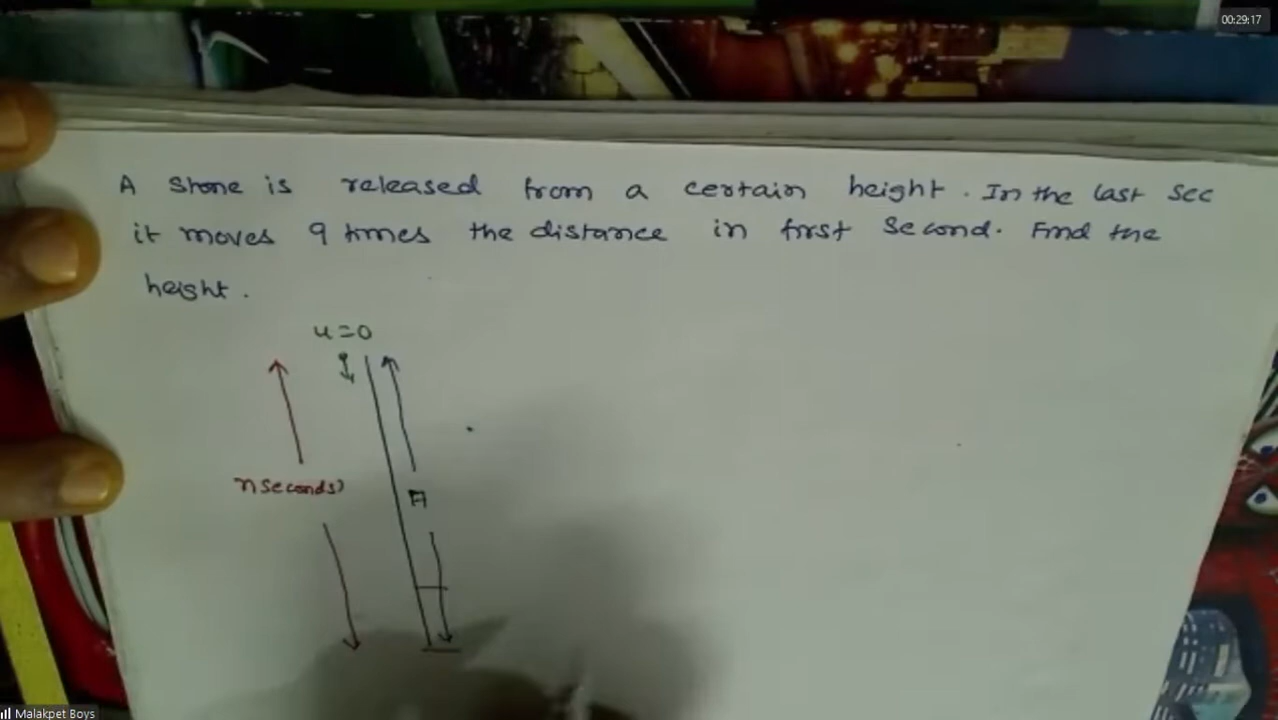 00:29:17
A stone is released from a certain height. In the last sec
it moves 9 times the distance in first second. Find the
height.
u=0
n seconds)
H
Malakpet Boys